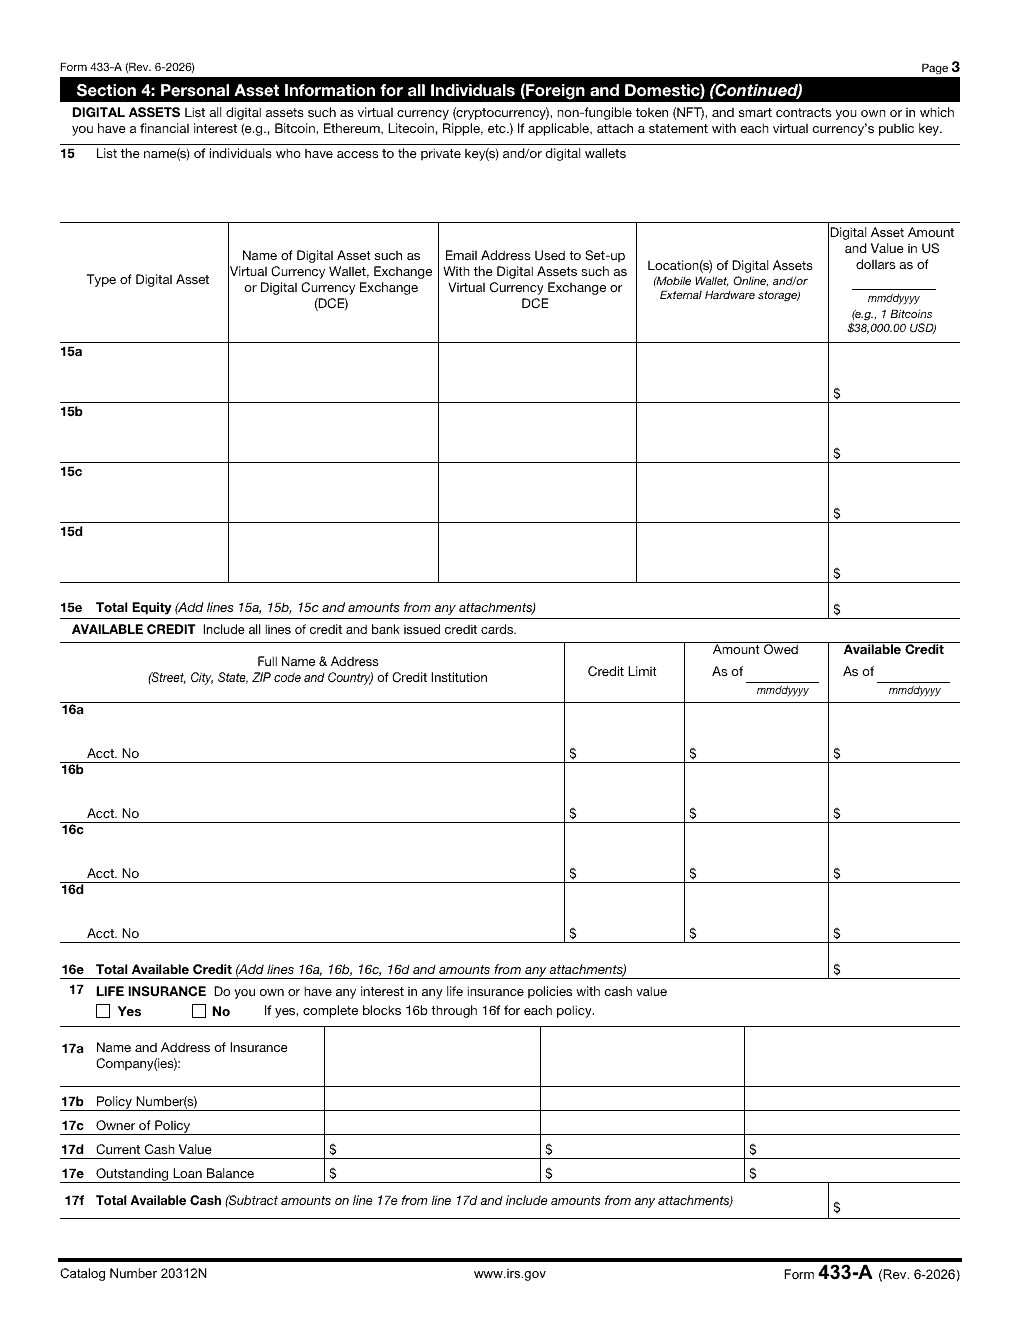 Form 433-A (Rev. 6-2026)
Page 3
Section 4: Personal Asset Information for all Individuals (Foreign and Domestic) (Continued)
DIGITAL ASSETS List all digital assets such as virtual currency (cryptocurrency), non-fungible token (NFT), and smart contracts you own or in which
you have a financial interest (e.g., Bitcoin, Ethereum, Litecoin, Ripple, etc.) If applicable, attach a statement with each virtual currency’s public key.
15 List the name(s) of individuals who have access to the private key(s) and/or digital wallets
Type of Digital Asset
Name of Digital Asset such as
Virtual Currency Wallet, Exchange
or Digital Currency Exchange
(DCE)
Email Address Used to Set-up
With the Digital Assets such as
Virtual Currency Exchange or
DCE
Location(s) of Digital Assets
(Mobile Wallet, Online, and/or
External Hardware storage)
Digital Asset Amount
and Value in US
dollars as of
mmddyyyy
(e.g., 1 Bitcoins
$38,000.00 USD)
15a
$
15b
$
15c
$
15d
$
15e Total Equity (Add lines 15a, 15b, 15c and amounts from any attachments)
$
AVAILABLE CREDIT Include all lines of credit and bank issued credit cards.
Full Name & Address
(Street, City, State, ZIP code and Country) of Credit Institution
Credit Limit
Amount Owed
As of
mmddyyyy
Available Credit
As of
mmddyyyy
16a
Acct. No $ $ $
16b
Acct. No $ $ $
16c
Acct. No $ $ $
16d
Acct. No $ $ $
16e Total Available Credit (Add lines 16a, 16b, 16c, 16d and amounts from any attachments)
$
17 LIFE INSURANCE Do you own or have any interest in any life insurance policies with cash value
Yes No If yes, complete blocks 16b through 16f for each policy.
17a Name and Address of Insurance
Company(ies):
17b Policy Number(s)
17c Owner of Policy
17d Current Cash Value $ $ $
17e Outstanding Loan Balance $ $ $
17f Total Available Cash (Subtract amounts on line 17e from line 17d and include amounts from any attachments)
$
Catalog Number 20312N
www.irs.gov
Form 433-A (Rev. 6-2026)